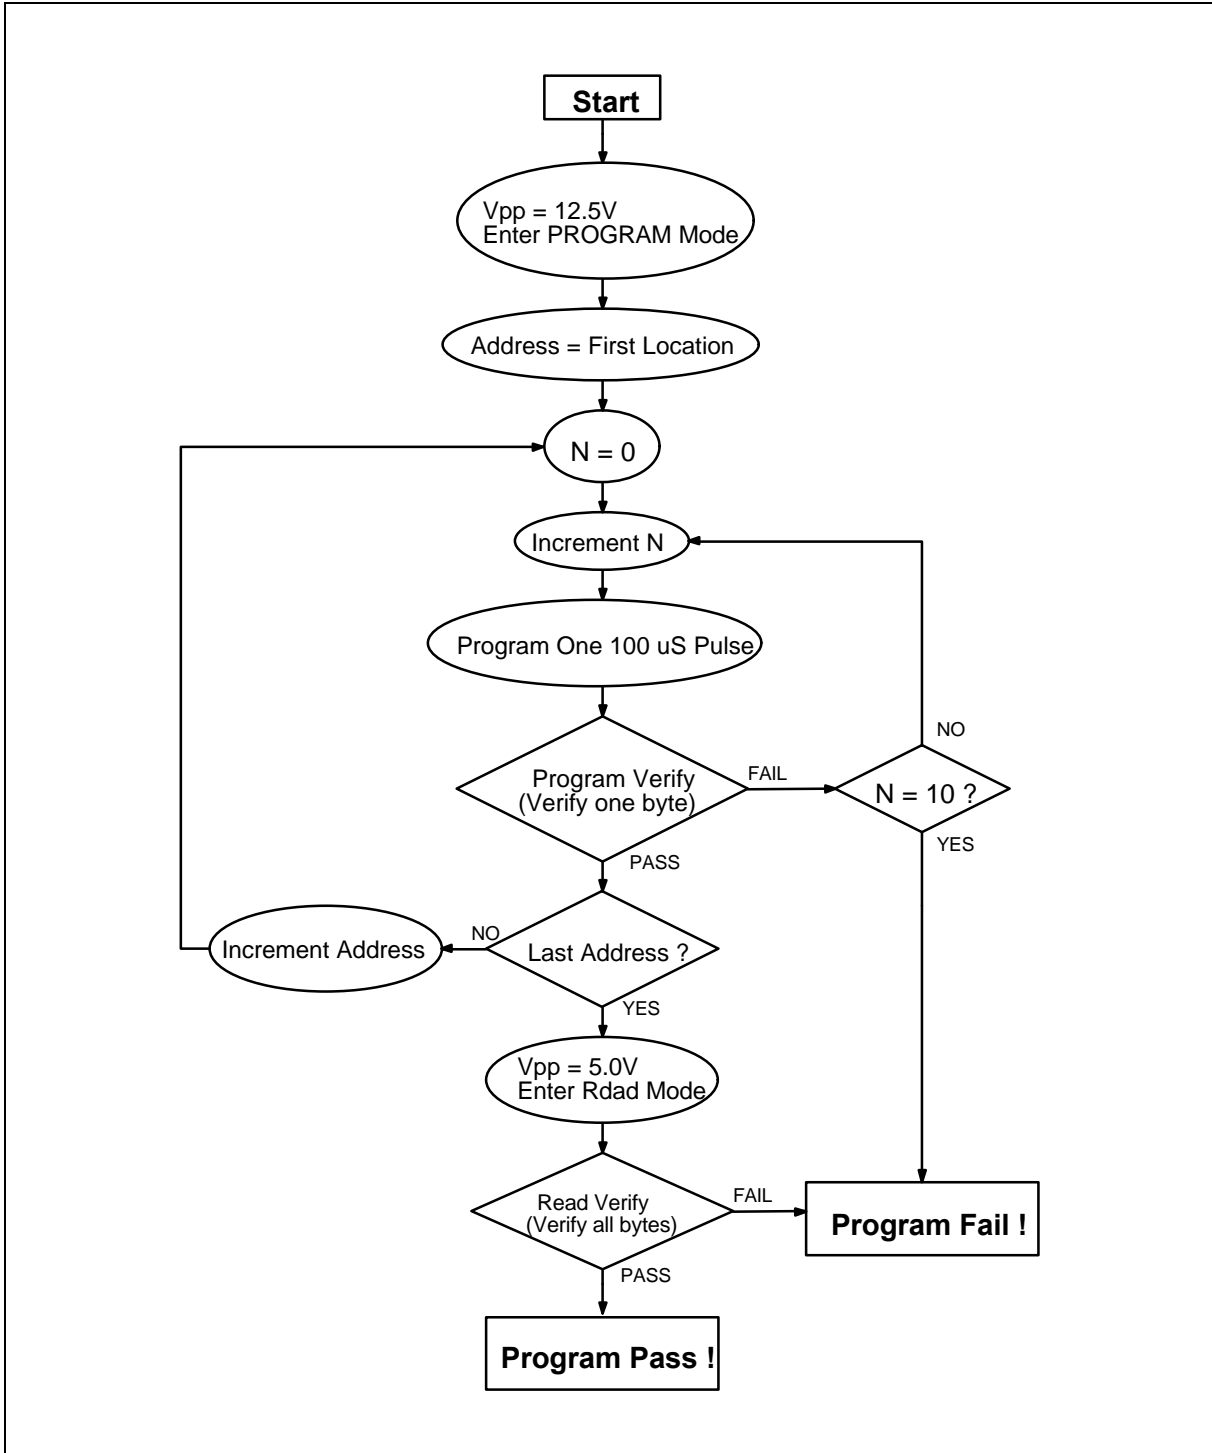 Start
Vpp = 12.5V
Enter PROGRAM Mode
Address = First Location
N = 0
Increment N
Program One 100 uS Pulse
NO
Program Verify
(Verify one byte)
FAIL
N = 10 ?
YES
PASS
NO
Increment Address
Last Address ?
YES
Vpp = 5.0V
Enter Rdad Mode
Read Verify
(Verify all bytes)
FAIL
Program Fail !
PASS
Program Pass !